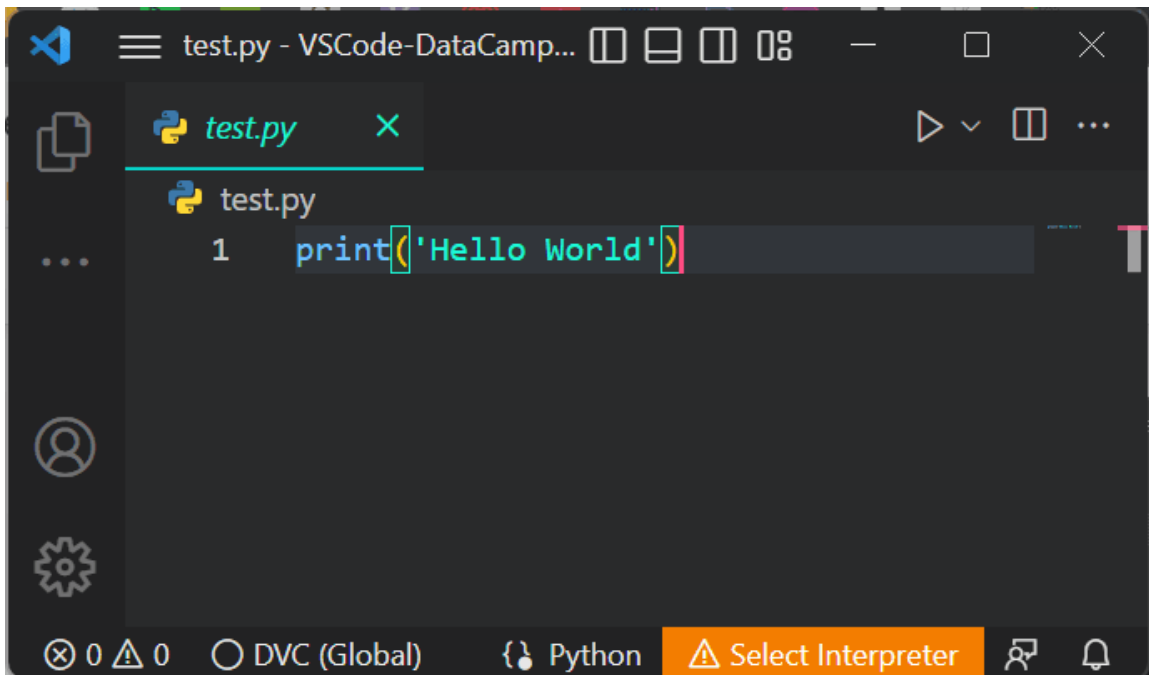 test.py - VSCode-DataCamp...
test.py
test.py
1 print('Hello World')
0 0 DVC (Global) Python Select Interpreter